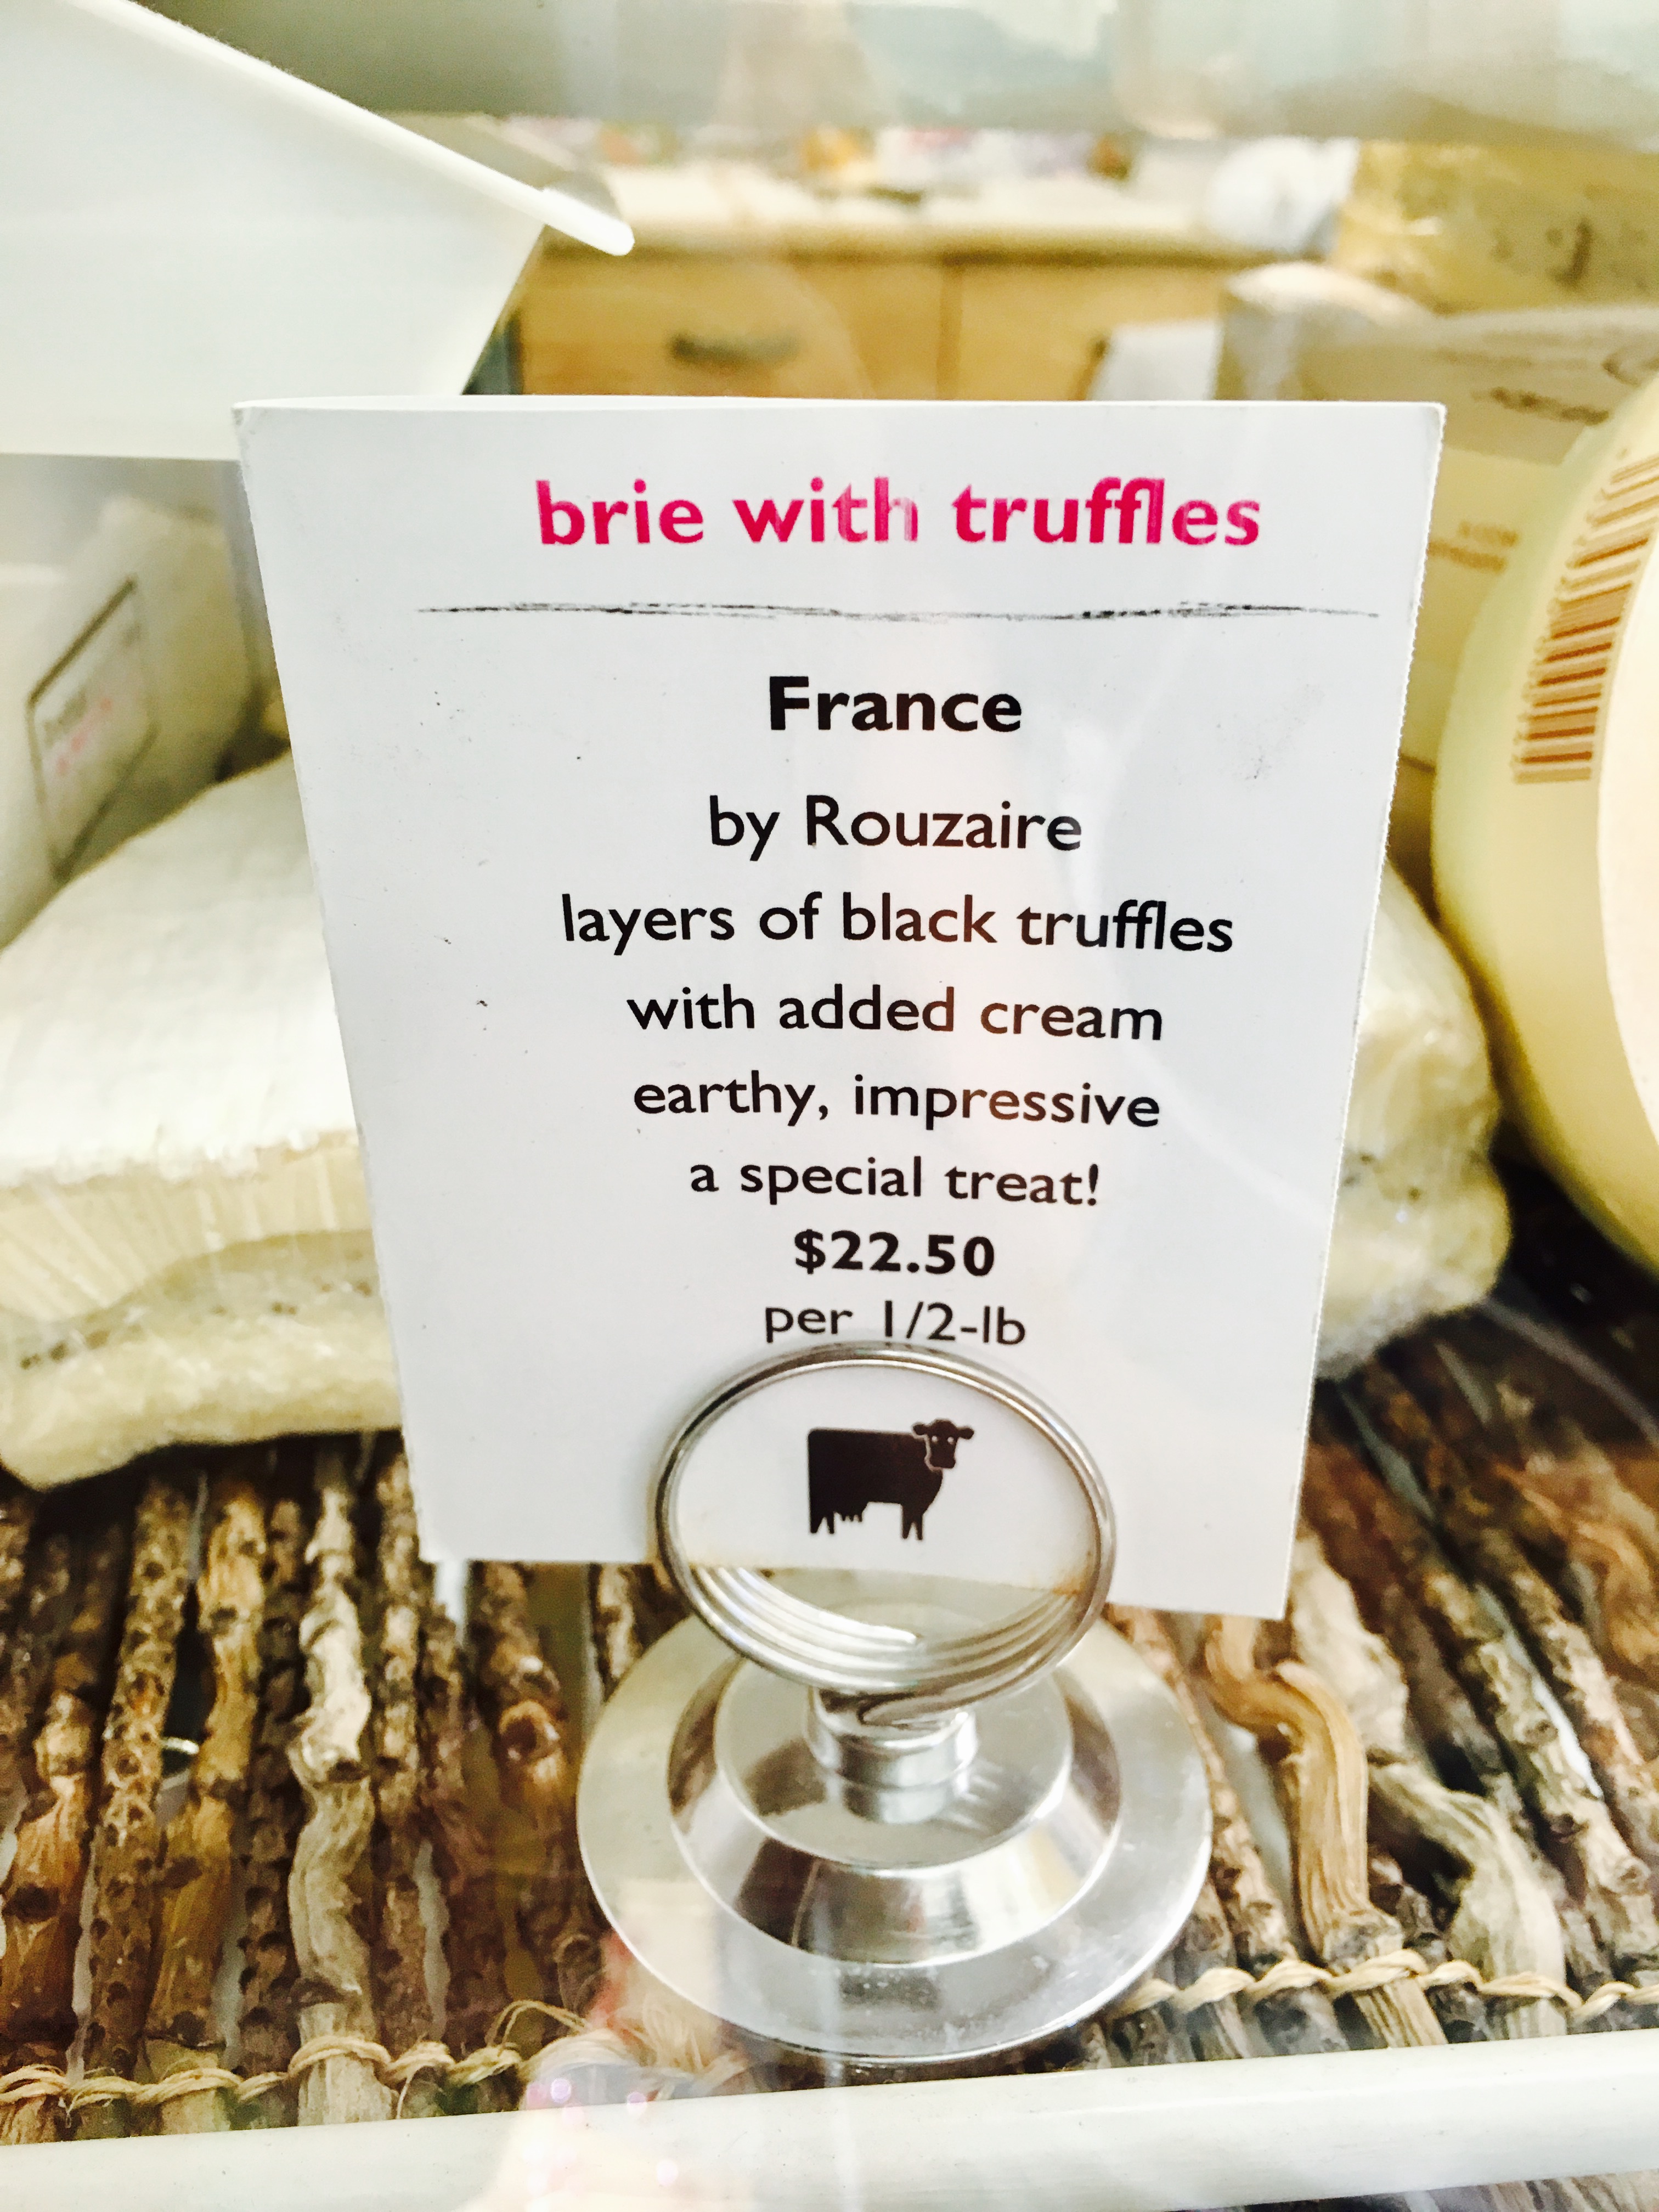 brie with truffles
France
by Rouzaire
layers of black truffles
with added cream
earthy, impressive
a special treat!
$22.50
per 1/2-lb